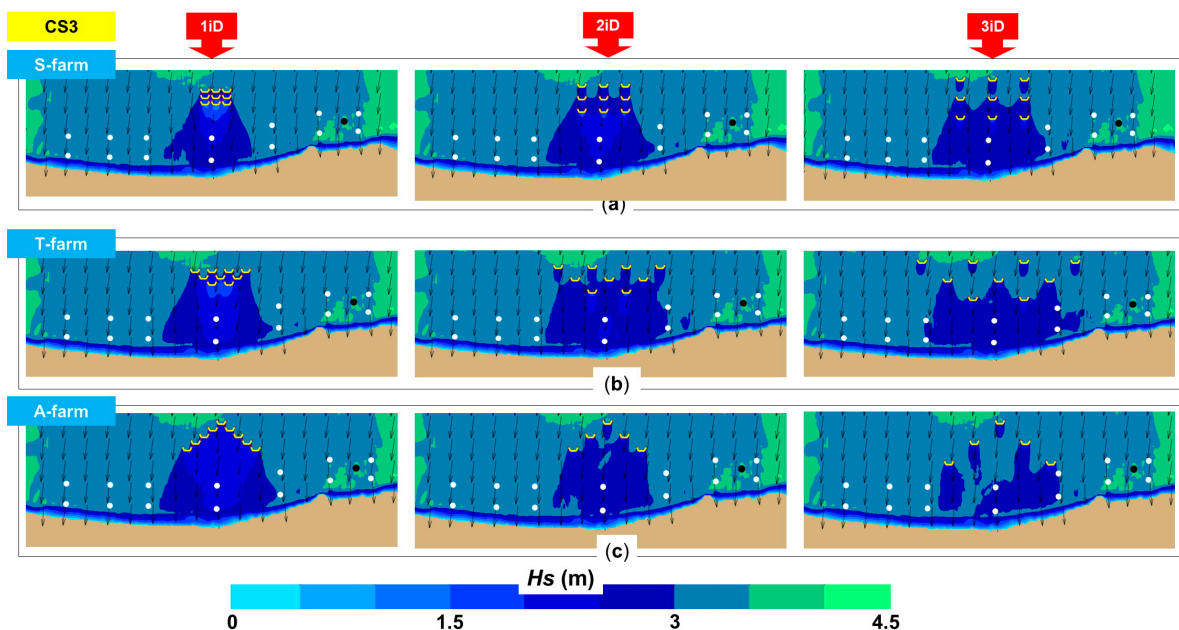 CS3
1iD
2iD
3iD
S-farm
(a)
T-farm
(b)
A-farm
(c)
Hs (m)
0 1.5 3 4.5